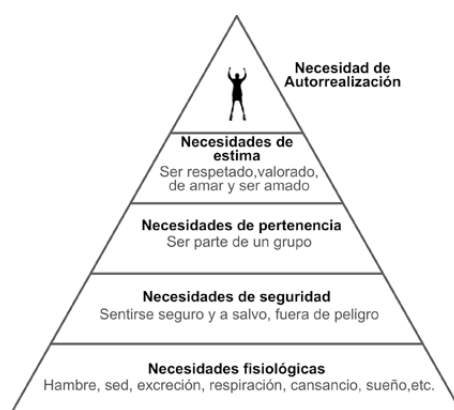 Necesidad de
Autorrealización
Necesidades de
estima
Ser respetado,valorado,
de amar y ser amado
Necesidades de pertenencia
Ser parte de un grupo
Necesidades de seguridad
Sentirse seguro y a salvo, fuera de peligro
Necesidades fisiológicas
Hambre, sed, excreción, respiración, cansancio, sueño,etc.